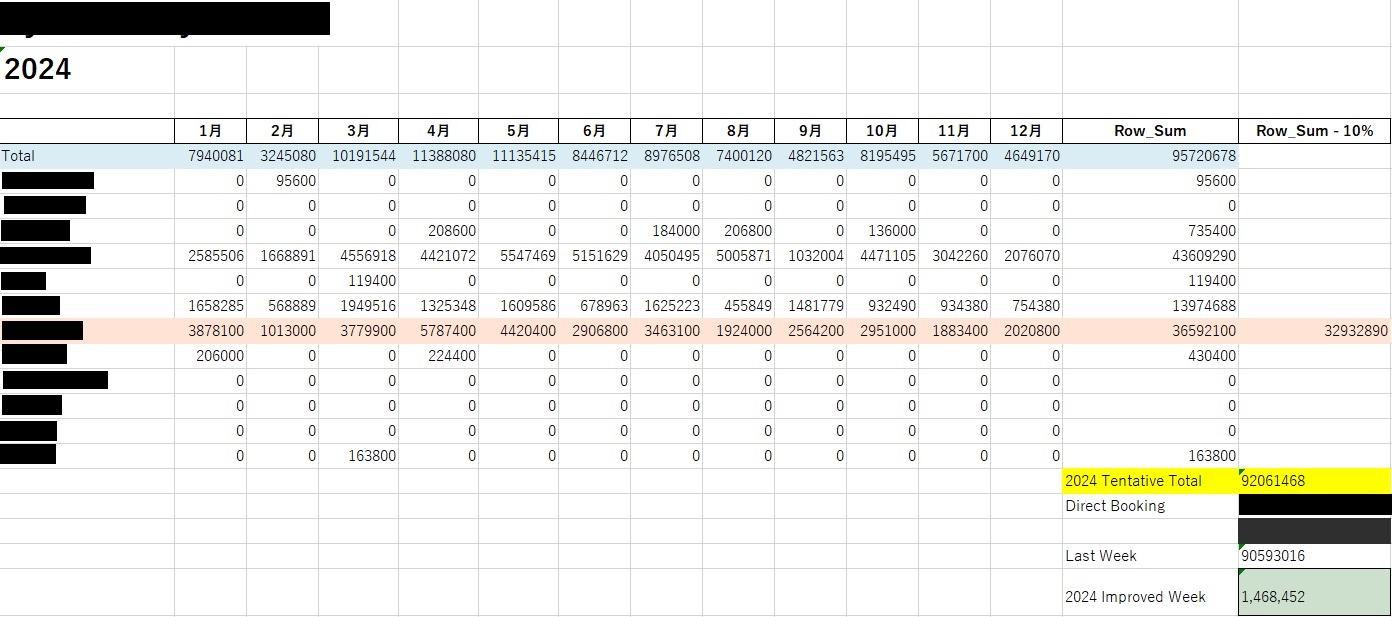 2024
1月 2月 3月 4月 5月 6月 7月 8月 9月 10月 11月 12月 Row_Sum Row_Sum - 10%
Total 7940081 3245080 10191544 11388080 11135415 8446712 8976508 7400120 4821563 8195495 5671700 4649170 95720678
0 95600 0 0 0 0 0 0 0 0 0 0 95600
0 0 0 0 0 0 0 0 0 0 0 0 0
0 0 0 208600 0 0 184000 206800 0 136000 0 0 735400
2585506 1668891 4556918 4421072 5547469 5151629 4050495 5005871 1032004 4471105 3042260 2076070 43609290
0 0 119400 0 0 0 0 0 0 0 0 0 119400
1658285 568889 1949516 1325348 1609586 678963 1625223 455849 1481779 932490 934380 754380 13974688
3878100 1013000 3779900 5787400 4420400 2906800 3463100 1924000 2564200 2951000 1883400 2020800 36592100 32932890
206000 0 0 224400 0 0 0 0 0 0 0 0 430400
0 0 0 0 0 0 0 0 0 0 0 0 0
0 0 0 0 0 0 0 0 0 0 0 0 0
0 0 0 0 0 0 0 0 0 0 0 0 0
0 0 163800 0 0 0 0 0 0 0 0 0 163800
2024 Tentative Total 92061468
Direct Booking
Last Week 90593016
2024 Improved Week 1,468,452